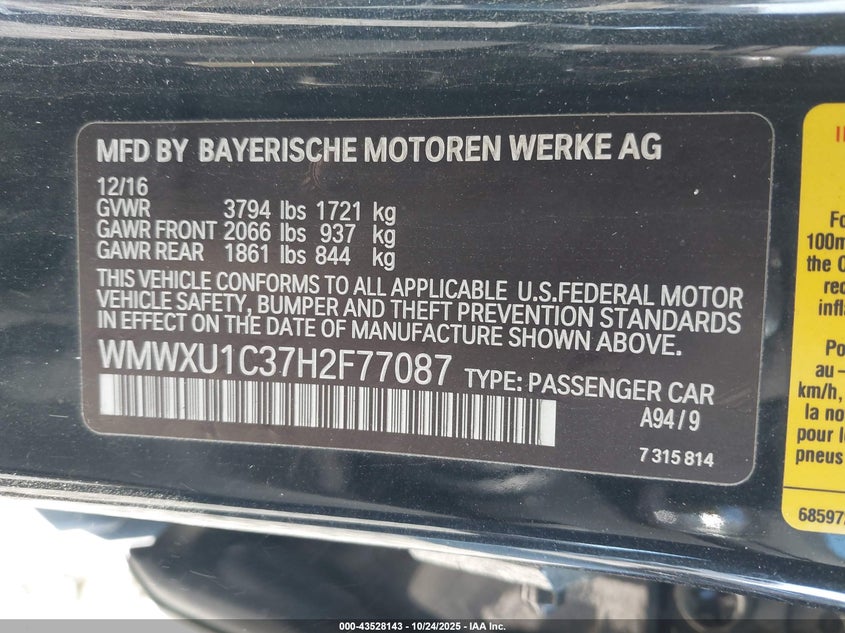 MFD BY BAYERISCHE MOTOREN WERKE AG
12/16
GVWR 3794 lbs 1721 kg
GAWR FRONT 2066 lbs 937 kg
GAWR REAR 1861 lbs 844 kg
THIS VEHICLE CONFORMS TO ALL APPLICABLE U.S.FEDERAL MOTOR
VEHICLE SAFETY, BUMPER AND THEFT PREVENTION STANDARDS
IN EFFECT ON THE DATE OF MANUFACTURE SHOWN ABOVE.
WMWXU1C37H2F77087 TYPE: PASSENGER CAR
A94/9
7 315 814
100m
the
rec
infl
Po
au –
km/h,
la no
pour l
pneus
68597
000-43528143 - 10/24/2025 - IAA Inc.